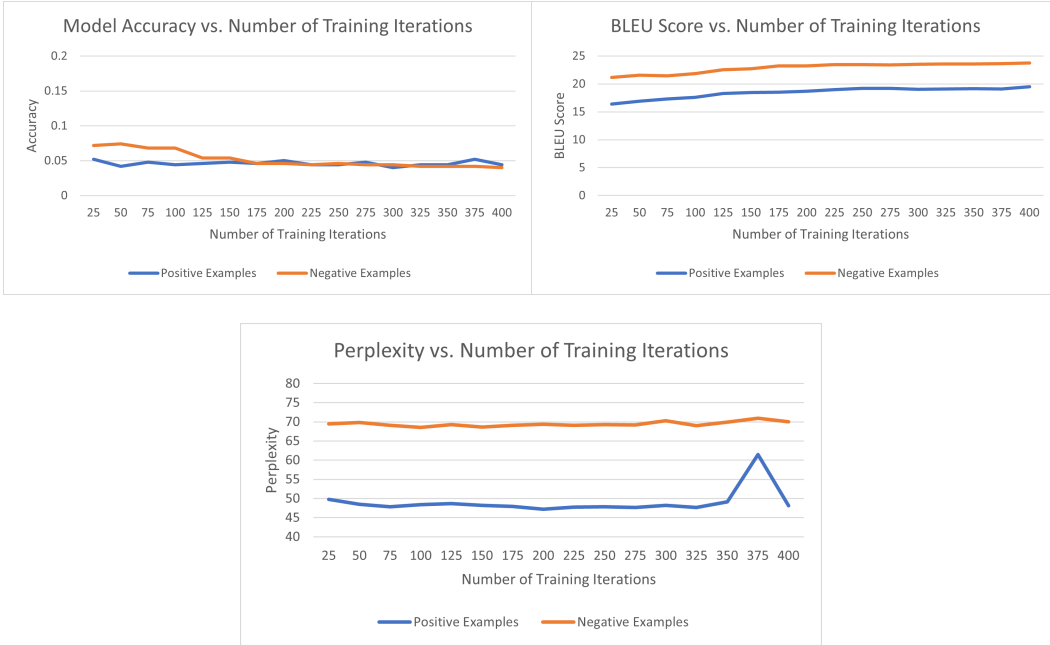 Model Accuracy vs. Number of Training Iterations
0.2
0.15
0.1
0.05
0
Accuracy
25 50 75 100 125 150 175 200 225 250 275 300 325 350 375 400
Number of Training Iterations
Positive Examples Negative Examples
BLEU Score vs. Number of Training Iterations
25
20
15
10
5
0
BLEU Score
25 50 75 100 125 150 175 200 225 250 275 300 325 350 375 400
Number of Training Iterations
Positive Examples Negative Examples
Perplexity vs. Number of Training Iterations
80
75
70
65
60
55
50
45
40
Perplexity
25 50 75 100 125 150 175 200 225 250 275 300 325 350 375 400
Number of Training Iterations
Positive Examples Negative Examples